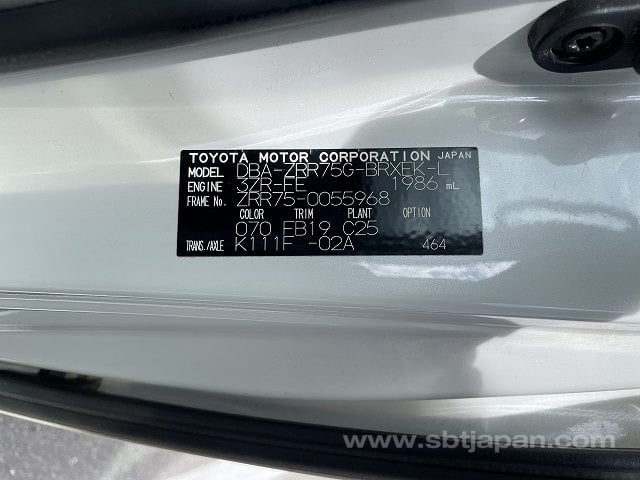 TOYOTA MOTOR CORPORATION JAPAN
MODEL DBA-ZRR75G-BRXEK-L
ENGINE 3ZR-FE 1986 mL
FRAME No. ZRR75-0055968
COLOR TRIM PLANT OPTION
070 FB19 C25
TRANS./AXLE K111F -02A 464
www.sbtjapan.com